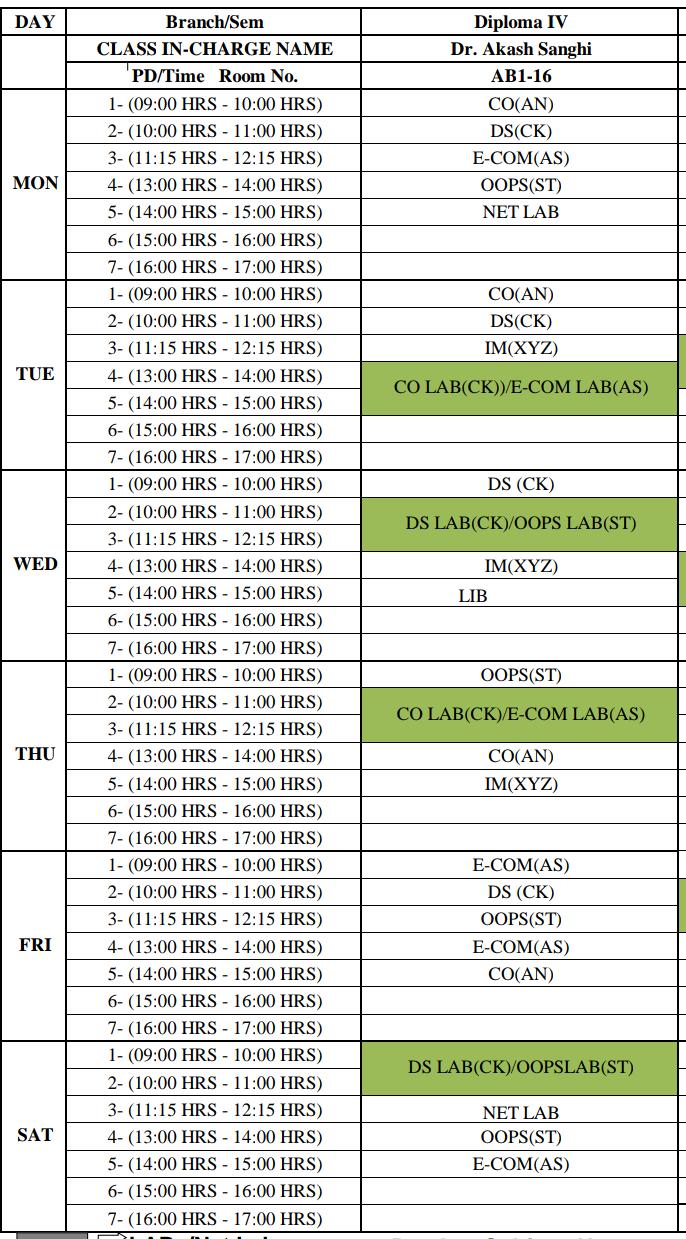 DAY Branch/Sem Diploma IV
CLASS IN-CHARGE NAME Dr. Akash Sanghi
PD/Time Room No. AB1-16
MON
1- (09:00 HRS - 10:00 HRS) CO(AN)
2- (10:00 HRS - 11:00 HRS) DS(CK)
3- (11:15 HRS - 12:15 HRS) E-COM(AS)
4- (13:00 HRS - 14:00 HRS) OOPS(ST)
5- (14:00 HRS - 15:00 HRS) NET LAB
6- (15:00 HRS - 16:00 HRS)
7- (16:00 HRS - 17:00 HRS)
TUE
1- (09:00 HRS - 10:00 HRS) CO(AN)
2- (10:00 HRS - 11:00 HRS) DS(CK)
3- (11:15 HRS - 12:15 HRS) IM(XYZ)
4- (13:00 HRS - 14:00 HRS) CO LAB(CK))/E-COM LAB(AS)
5- (14:00 HRS - 15:00 HRS)
6- (15:00 HRS - 16:00 HRS)
7- (16:00 HRS - 17:00 HRS)
WED
1- (09:00 HRS - 10:00 HRS) DS (CK)
2- (10:00 HRS - 11:00 HRS) DS LAB(CK)/OOPS LAB(ST)
3- (11:15 HRS - 12:15 HRS)
4- (13:00 HRS - 14:00 HRS) IM(XYZ)
5- (14:00 HRS - 15:00 HRS) LIB
6- (15:00 HRS - 16:00 HRS)
7- (16:00 HRS - 17:00 HRS)
THU
1- (09:00 HRS - 10:00 HRS) OOPS(ST)
2- (10:00 HRS - 11:00 HRS) CO LAB(CK)/E-COM LAB(AS)
3- (11:15 HRS - 12:15 HRS)
4- (13:00 HRS - 14:00 HRS) CO(AN)
5- (14:00 HRS - 15:00 HRS) IM(XYZ)
6- (15:00 HRS - 16:00 HRS)
7- (16:00 HRS - 17:00 HRS)
FRI
1- (09:00 HRS - 10:00 HRS) E-COM(AS)
2- (10:00 HRS - 11:00 HRS) DS (CK)
3- (11:15 HRS - 12:15 HRS) OOPS(ST)
4- (13:00 HRS - 14:00 HRS) E-COM(AS)
5- (14:00 HRS - 15:00 HRS) CO(AN)
6- (15:00 HRS - 16:00 HRS)
7- (16:00 HRS - 17:00 HRS)
SAT
1- (09:00 HRS - 10:00 HRS) DS LAB(CK)/OOPSLAB(ST)
2- (10:00 HRS - 11:00 HRS)
3- (11:15 HRS - 12:15 HRS) NET LAB
4- (13:00 HRS - 14:00 HRS) OOPS(ST)
5- (14:00 HRS - 15:00 HRS) E-COM(AS)
6- (15:00 HRS - 16:00 HRS)
7- (16:00 HRS - 17:00 HRS)